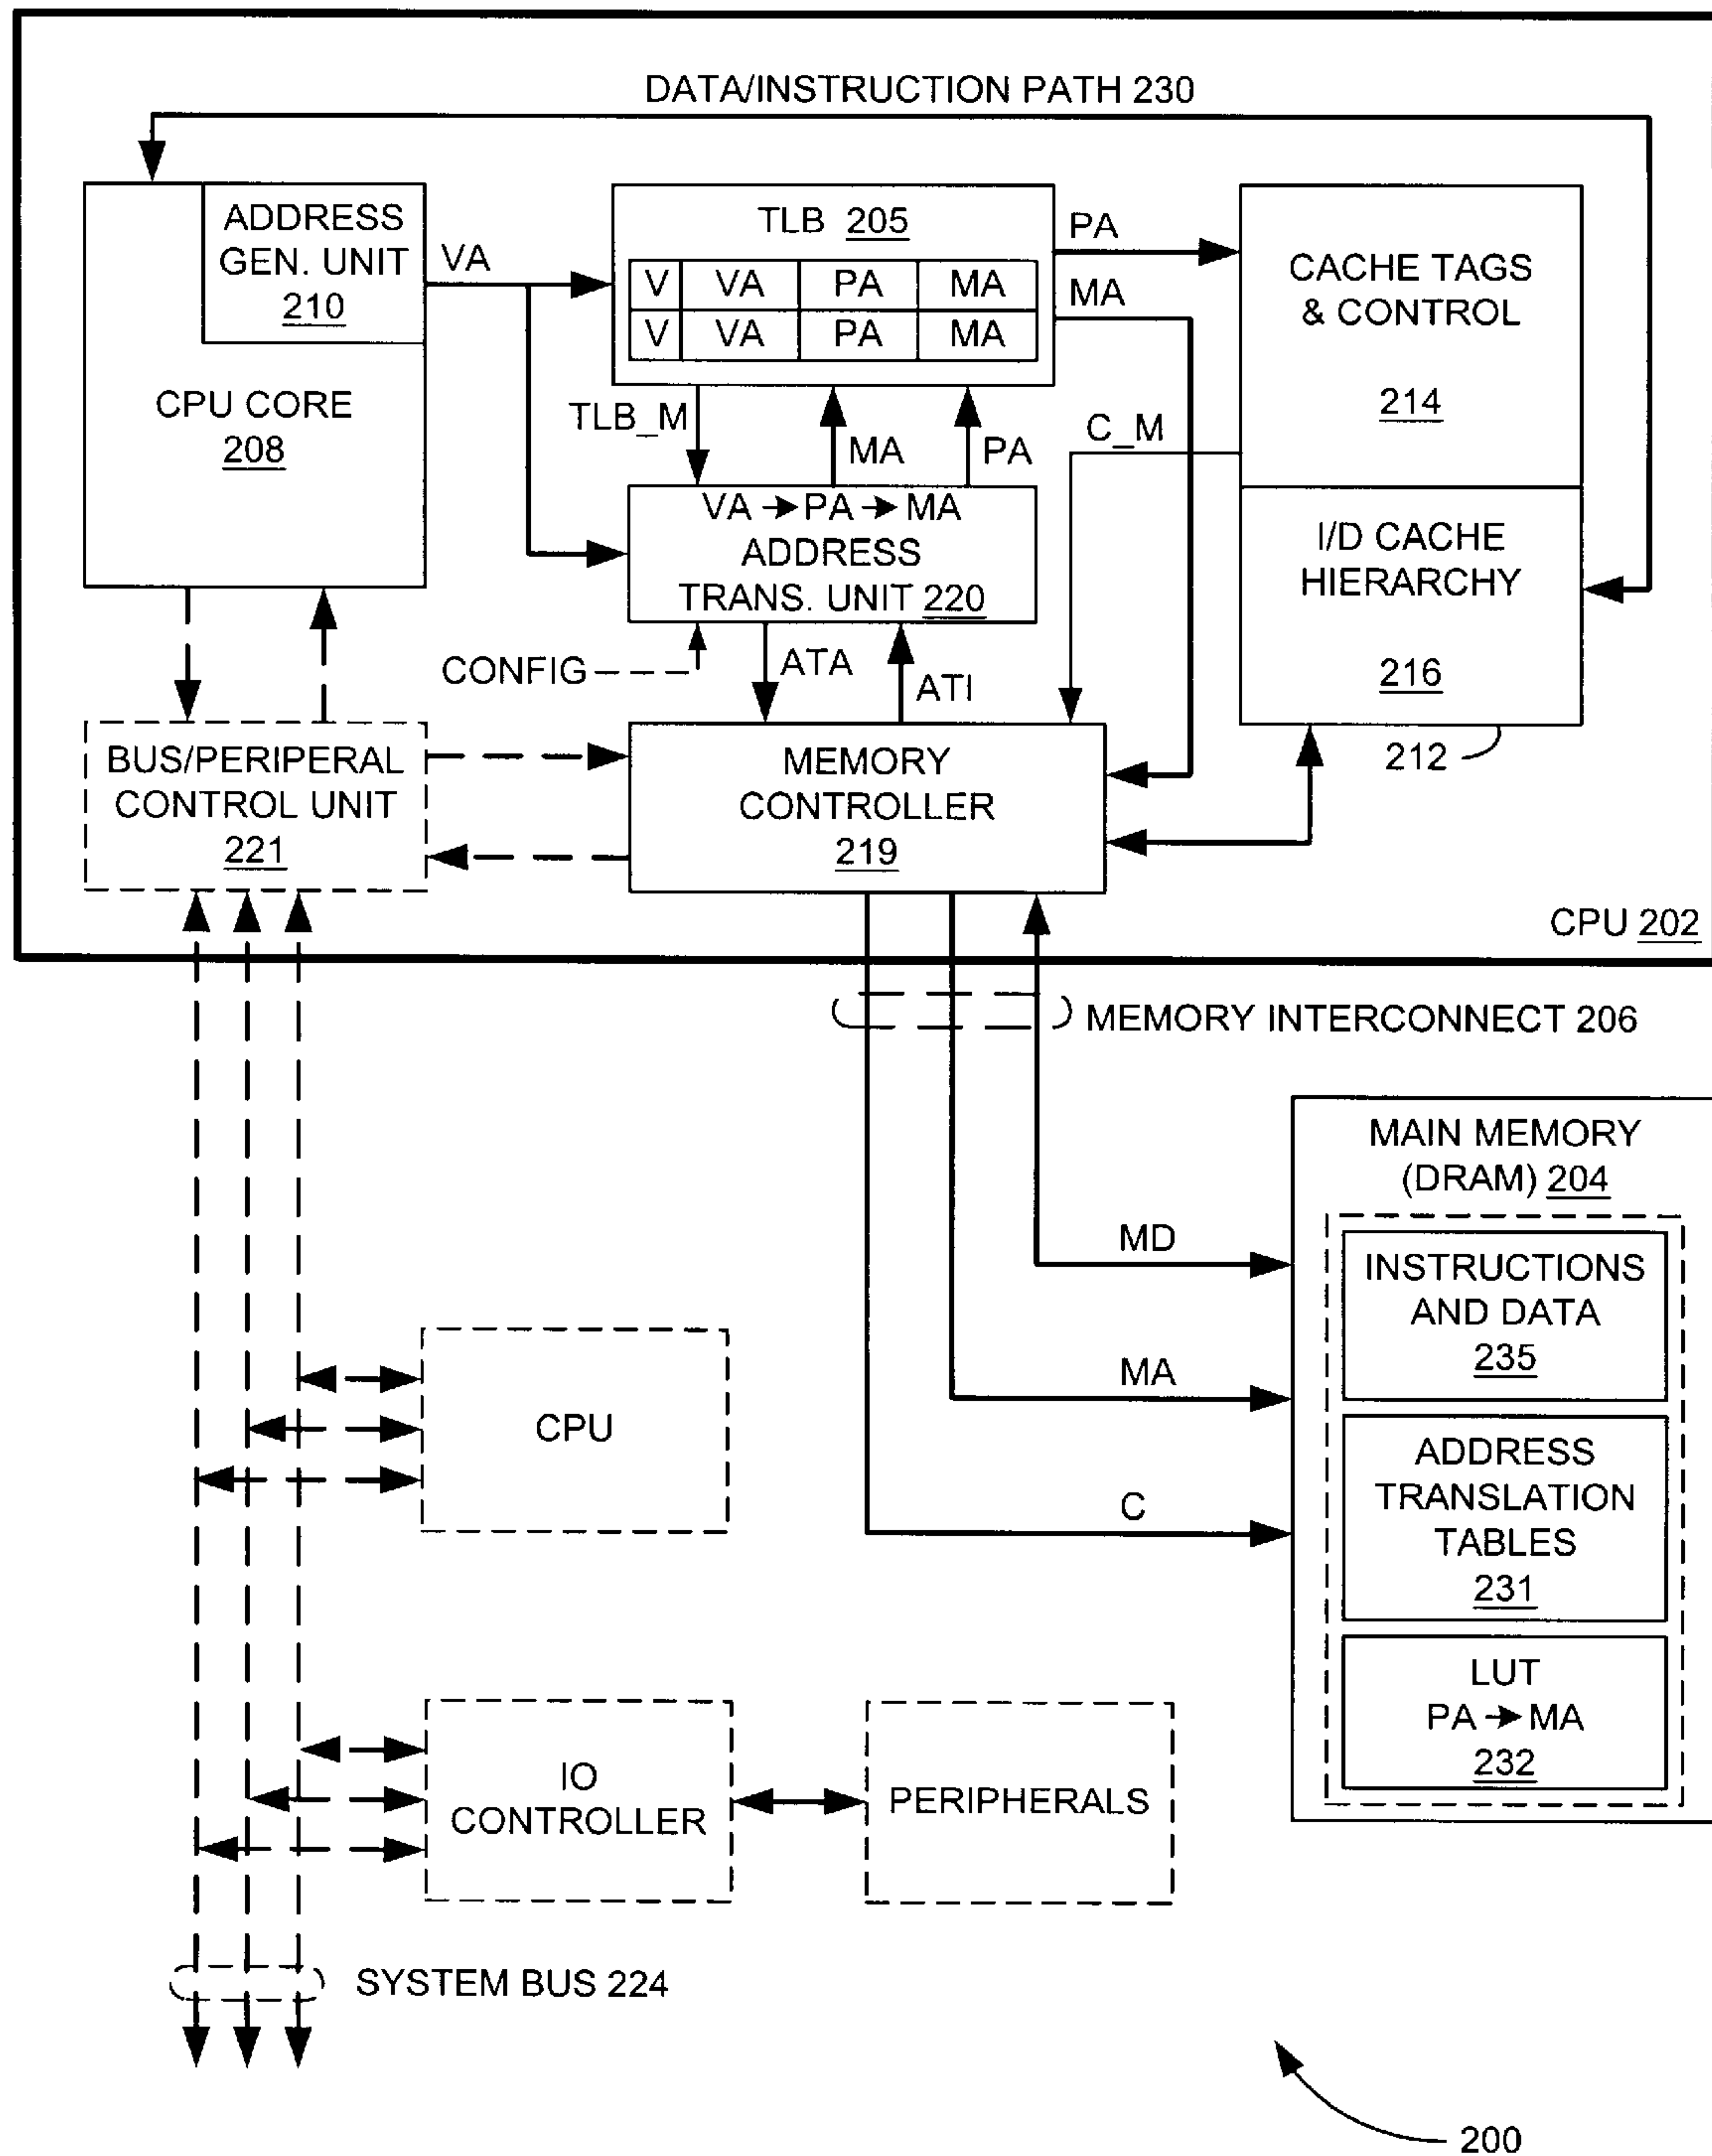 DATA/INSTRUCTION PATH 230
ADDRESS
GEN. UNIT
210
CPU CORE
208
VA
TLB 205
V VA PA MA
V VA PA MA
PA
MA
CACHE TAGS
& CONTROL
214
TLB_M
MA
PA
C_M
VA → PA → MA
ADDRESS
TRANS. UNIT 220
I/D CACHE
HIERARCHY
216
212
CONFIG
ATA
ATI
BUS/PERIPERAL
CONTROL UNIT
221
MEMORY
CONTROLLER
219
CPU 202
MEMORY INTERCONNECT 206
MAIN MEMORY
(DRAM) 204
MD
INSTRUCTIONS
AND DATA
235
MA
CPU
ADDRESS
TRANSLATION
TABLES
231
C
LUT
PA → MA
232
IO
CONTROLLER
PERIPHERALS
SYSTEM BUS 224
200